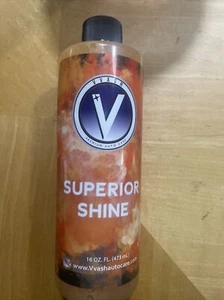 V
SUPERIOR
SHINE
16 OZ. FL. (473 mL)
www.Vvashautocare.com